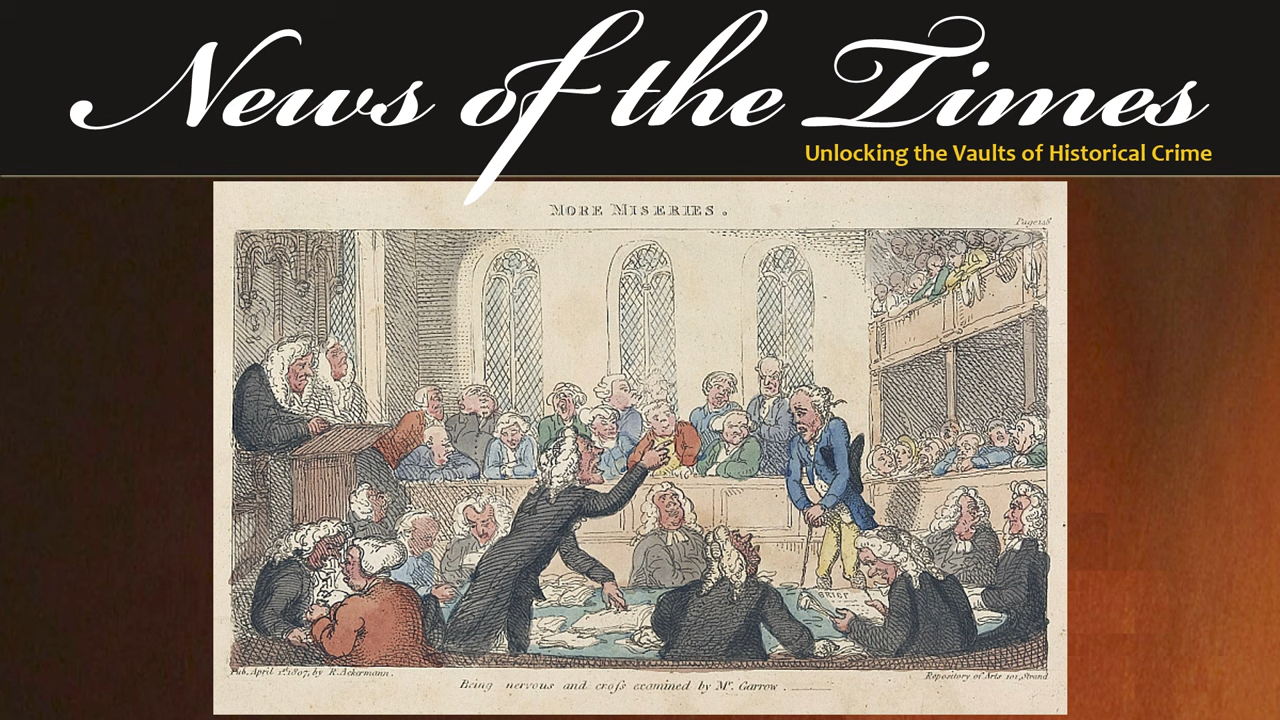 News of the Times
Unlocking the Vaults of Historical Crime
MORE MISERIES.
Page 128
BRIEF
Pub. April 1st 1807, by R. Ackermann.
Repository of Arts 101, Strand
Being nervous and croſs examined by Mr. Garrow.